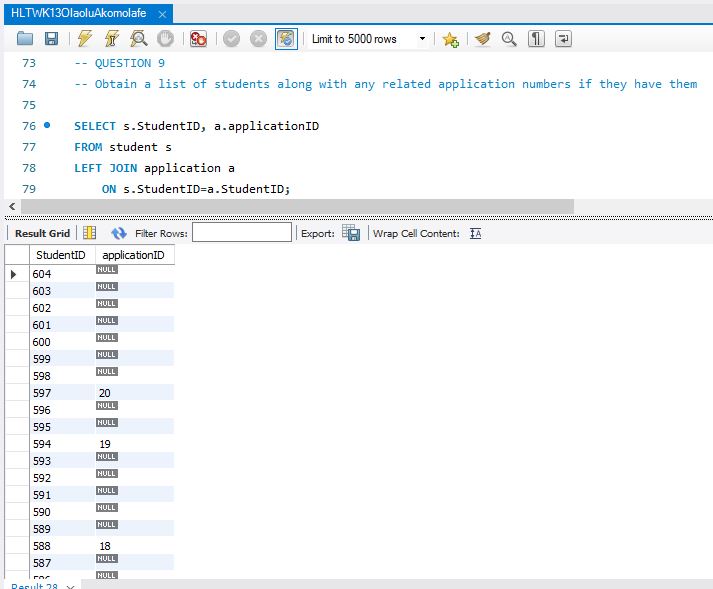 HLTWK13OlaoluAkomolafe
Limit to 5000 rows
73 -- QUESTION 9
74 -- Obtain a list of students along with any related application numbers if they have them
75
76 SELECT s.StudentID, a.applicationID
77 FROM student s
78 LEFT JOIN application a
79 ON s.StudentID=a.StudentID;
Result Grid Filter Rows: Export: Wrap Cell Content:
StudentID applicationID
604 NULL
603 NULL
602 NULL
601 NULL
600 NULL
599 NULL
598 NULL
597 20
596 NULL
595 NULL
594 19
593 NULL
592 NULL
591 NULL
590 NULL
589 NULL
588 18
587 NULL
586 NULL
Result 28